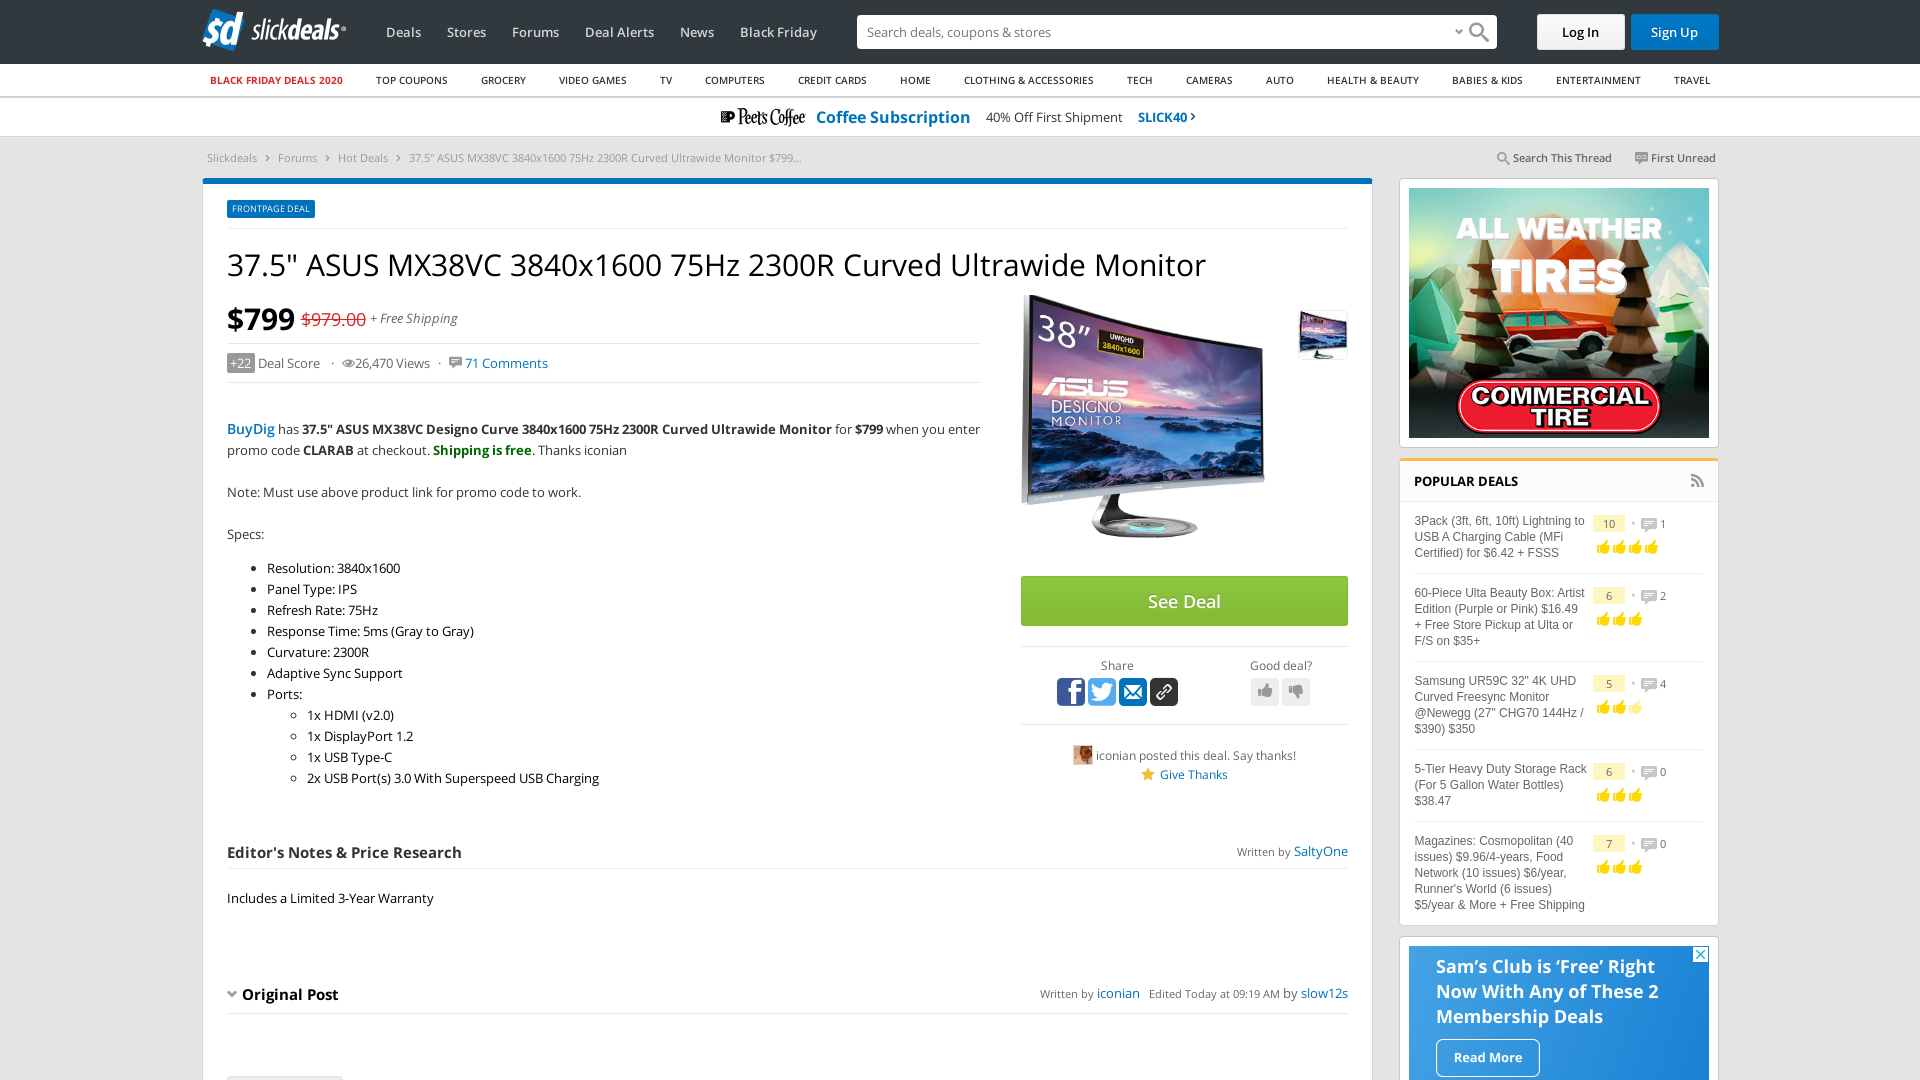 slickdeals
Deals
Stores
Forums
Deal Alerts
News
Black Friday
Search deals, coupons & stores
Log In
Sign Up
BLACK FRIDAY DEALS 2020
TOP COUPONS
GROCERY
VIDEO GAMES
TV
COMPUTERS
CREDIT CARDS
HOME
CLOTHING & ACCESSORIES
TECH
CAMERAS
AUTO
HEALTH & BEAUTY
BABIES & KIDS
ENTERTAINMENT
TRAVEL
Peet's Coffee Coffee Subscription 40% Off First Shipment SLICK40
Slickdeals > Forums > Hot Deals > 37.5" ASUS MX38VC 3840x1600 75Hz 2300R Curved Ultrawide Monitor $799...
Search This Thread
First Unread
FRONTPAGE DEAL
37.5" ASUS MX38VC 3840x1600 75Hz 2300R Curved Ultrawide Monitor
$799 $979.00 + Free Shipping
+22 Deal Score · 26,470 Views · 71 Comments
BuyDig has 37.5" ASUS MX38VC Designo Curve 3840x1600 75Hz 2300R Curved Ultrawide Monitor for $799 when you enter
promo code CLARAB at checkout. Shipping is free. Thanks iconian
Note: Must use above product link for promo code to work.
Specs:
Resolution: 3840x1600
Panel Type: IPS
Refresh Rate: 75Hz
Response Time: 5ms (Gray to Gray)
Curvature: 2300R
Adaptive Sync Support
Ports:
1x HDMI (v2.0)
1x DisplayPort 1.2
1x USB Type-C
2x USB Port(s) 3.0 With Superspeed USB Charging
38"
UWQHD
3840x1600
ASUS
DESIGNO
MONITOR
See Deal
Share
Good deal?
iconian posted this deal. Say thanks!
Give Thanks
Editor's Notes & Price Research
Written by SaltyOne
Includes a Limited 3-Year Warranty
Original Post
Written by iconian Edited Today at 09:19 AM by slow12s
ALL WEATHER
TIRES
COMMERCIAL
TIRE
POPULAR DEALS
3Pack (3ft, 6ft, 10ft) Lightning to
USB A Charging Cable (MFi
Certified) for $6.42 + FSSS
10 • 1
60-Piece Ulta Beauty Box: Artist
Edition (Purple or Pink) $16.49
+ Free Store Pickup at Ulta or
F/S on $35+
6 • 2
Samsung UR59C 32" 4K UHD
Curved Freesync Monitor
@Newegg (27" CHG70 144Hz /
$390) $350
5 • 4
5-Tier Heavy Duty Storage Rack
(For 5 Gallon Water Bottles)
$38.47
6 • 0
Magazines: Cosmopolitan (40
issues) $9.96/4-years, Food
Network (10 issues) $6/year,
Runner's World (6 issues)
$5/year & More + Free Shipping
7 • 0
Sam's Club is 'Free' Right
Now With Any of These 2
Membership Deals
Read More